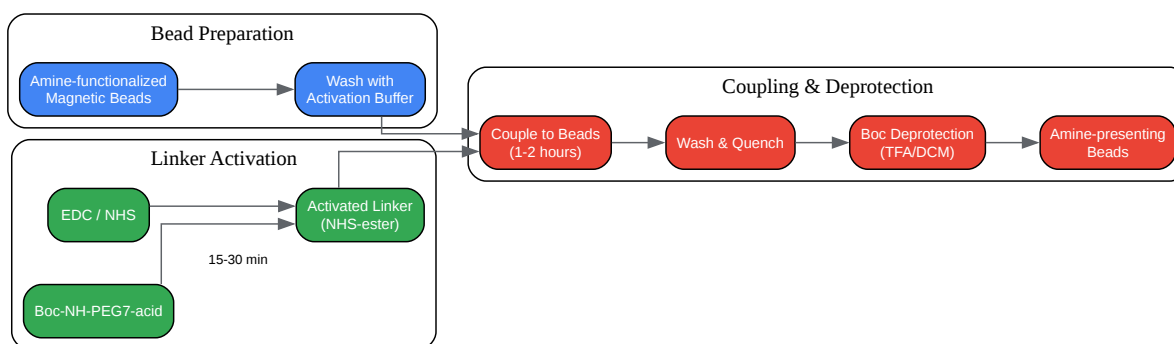 Bead Preparation
Amine-functionalized
Magnetic Beads
Wash with
Activation Buffer
Linker Activation
EDC / NHS
Activated Linker
(NHS-ester)
15-30 min
Boc-NH-PEG7-acid
Coupling & Deprotection
Couple to Beads
(1-2 hours)
Wash & Quench
Boc Deprotection
(TFA/DCM)
Amine-presenting
Beads